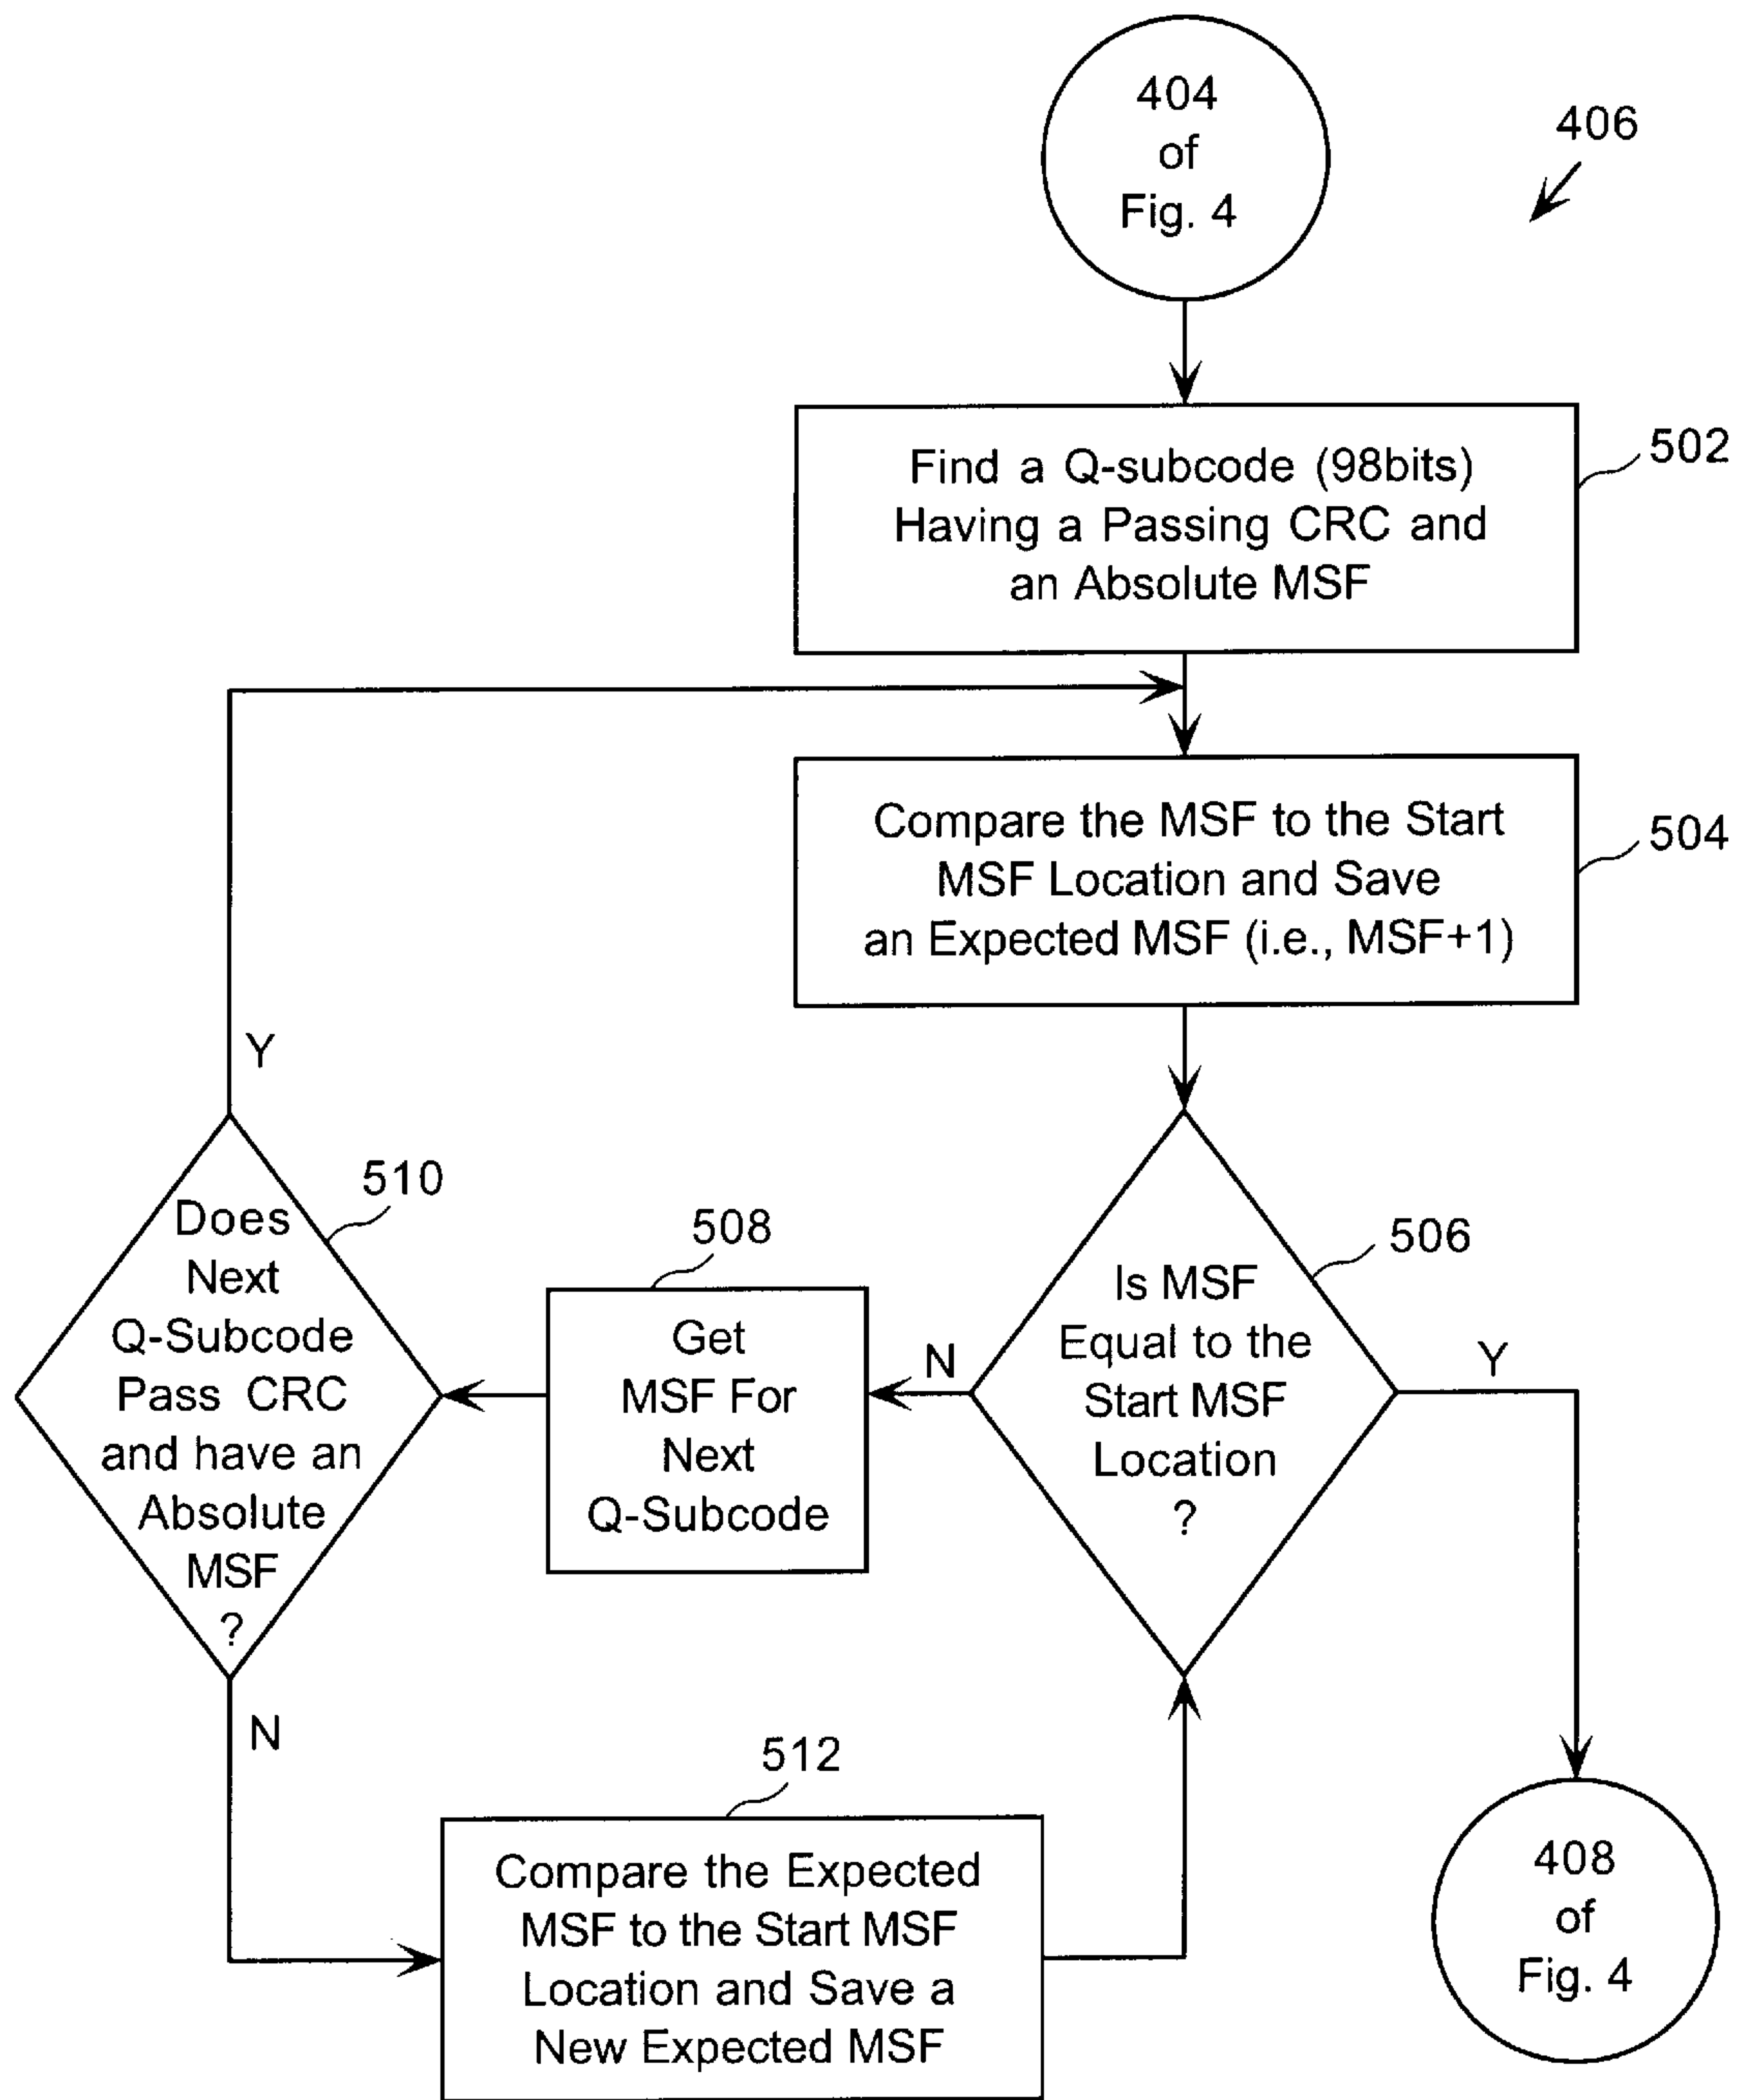 404
of
Fig. 4
406
Find a Q-subcode (98bits)
Having a Passing CRC and
an Absolute MSF
502
Compare the MSF to the Start
MSF Location and Save
an Expected MSF (i.e., MSF+1)
504
Y
510
Does
Next
Q-Subcode
Pass CRC
and have an
Absolute
MSF
?
508
Get
MSF For
Next
Q-Subcode
N
506
Is MSF
Equal to the
Start MSF
Location
?
Y
N
512
Compare the Expected
MSF to the Start MSF
Location and Save a
New Expected MSF
408
of
Fig. 4